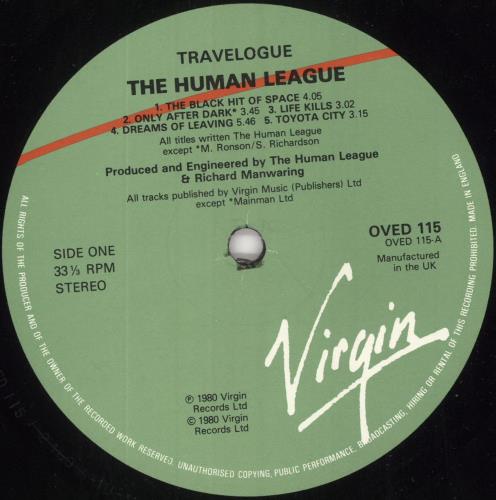 TRAVELOGUE
THE HUMAN LEAGUE
1. THE BLACK HIT OF SPACE 4.05
2. ONLY AFTER DARK* 3.45 3. LIFE KILLS 3.02
4. DREAMS OF LEAVING 5.46 5. TOYOTA CITY 3.15
All titles written The Human League
except *M. Ronson/S. Richardson
Produced and Engineered by The Human League
& Richard Manwaring
All tracks published by Virgin Music (Publishers) Ltd
except *Mainman Ltd
SIDE ONE
33⅓ RPM
STEREO
OVED 115
OVED 115-A
Manufactured
in the UK
Virgin
℗ 1980 Virgin
Records Ltd
© 1980 Virgin
Records Ltd
ALL RIGHTS OF THE PRODUCER AND OF THE OWNER OF THE RECORDED WORK RESERVED. UNAUTHORISED COPYING, PUBLIC PERFORMANCE, BROADCASTING, HIRING OR RENTAL OF THIS RECORDING PROHIBITED. MADE IN ENGLAND